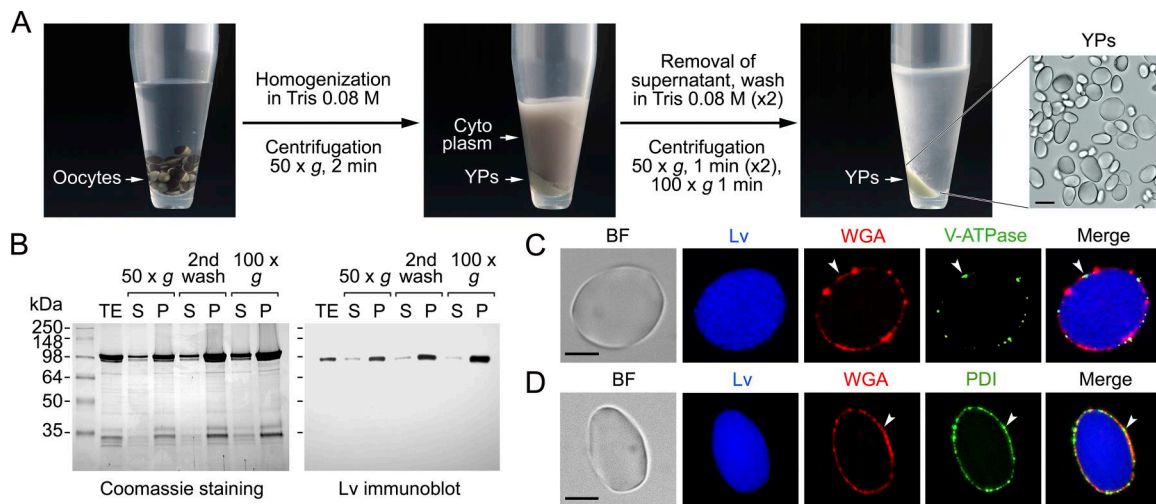 A
Oocytes
Homogenization
in Tris 0.08 M
Centrifugation
50 x g, 2 min
Cyto
plasm
YPs
Removal of
supernatant, wash
in Tris 0.08 M (x2)
Centrifugation
50 x g, 1 min (x2),
100 x g 1 min
YPs
YPs
B
kDa
250
148
98
64
50
35
50 x g
2nd wash
100 x g
TE S P S P S P
Coomassie staining
50 x g
2nd wash
100 x g
TE S P S P S P
Lv immunoblot
C
BF Lv WGA V-ATPase Merge
D
BF Lv WGA PDI Merge